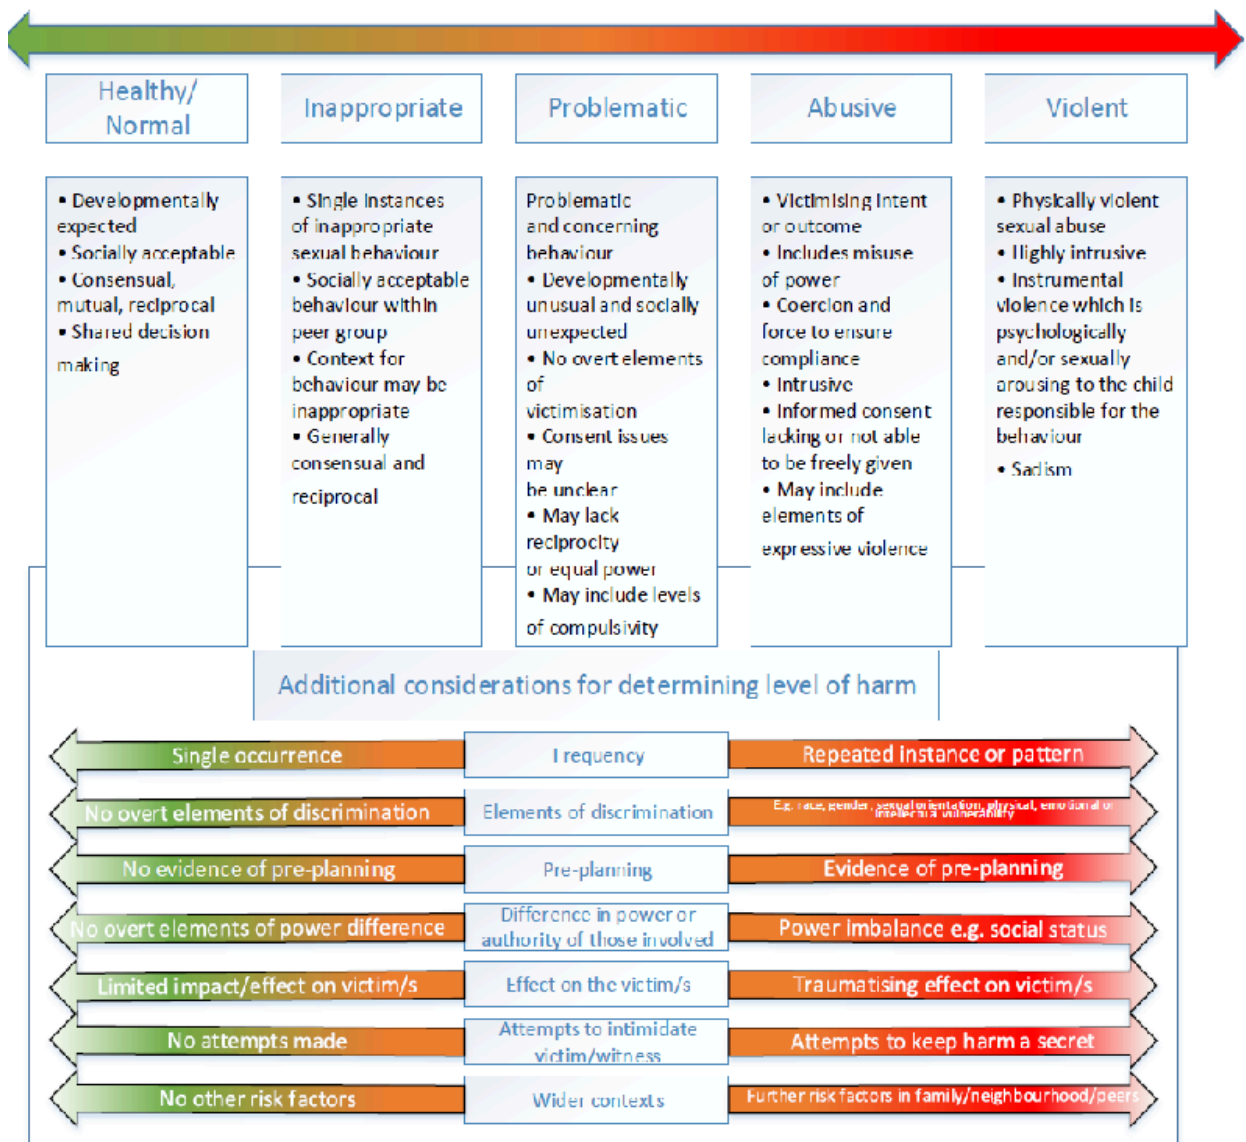 Healthy/
Normal
Inappropriate
Problematic
Abusive
Violent
• Developmentally
expected
• Socially acceptable
• Consensual,
mutual, reciprocal
• Shared decision
making
• Single instances
of inappropriate
sexual behaviour
• Socially acceptable
behaviour within
peer group
• Context for
behaviour may be
inappropriate
• Generally
consensual and
reciprocal
Problematic
and concerning
behaviour
• Developmentally
unusual and socially
unexpected
• No overt elements
of
victimisation
• Consent issues
may
be unclear
• May lack
reciprocity
or equal power
• May include levels
of compulsivity
• Victimising intent
or outcome
• Includes misuse
of power
• Coercion and
force to ensure
compliance
• Intrusive
• Informed consent
lacking or not able
to be freely given
• May include
elements of
expressive violence
• Physically violent
sexual abuse
• Highly intrusive
• Instrumental
violence which is
psychologically
and/or sexually
arousing to the child
responsible for the
behaviour
• Sadism
Additional considerations for determining level of harm
Single occurrence
Frequency
Repeated instance or pattern
No overt elements of discrimination
Elements of discrimination
E.g. race, gender, sexual orientation, physical, emotional or
intellectual vulnerability
No evidence of pre-planning
Pre-planning
Evidence of pre-planning
No overt elements of power difference
Difference in power or
authority of those involved
Power imbalance e.g. social status
Limited impact/effect on victim/s
Effect on the victim/s
Traumatising effect on victim/s
No attempts made
Attempts to intimidate
victim/witness
Attempts to keep harm a secret
No other risk factors
Wider contexts
Further risk factors in family/neighbourhood/peers